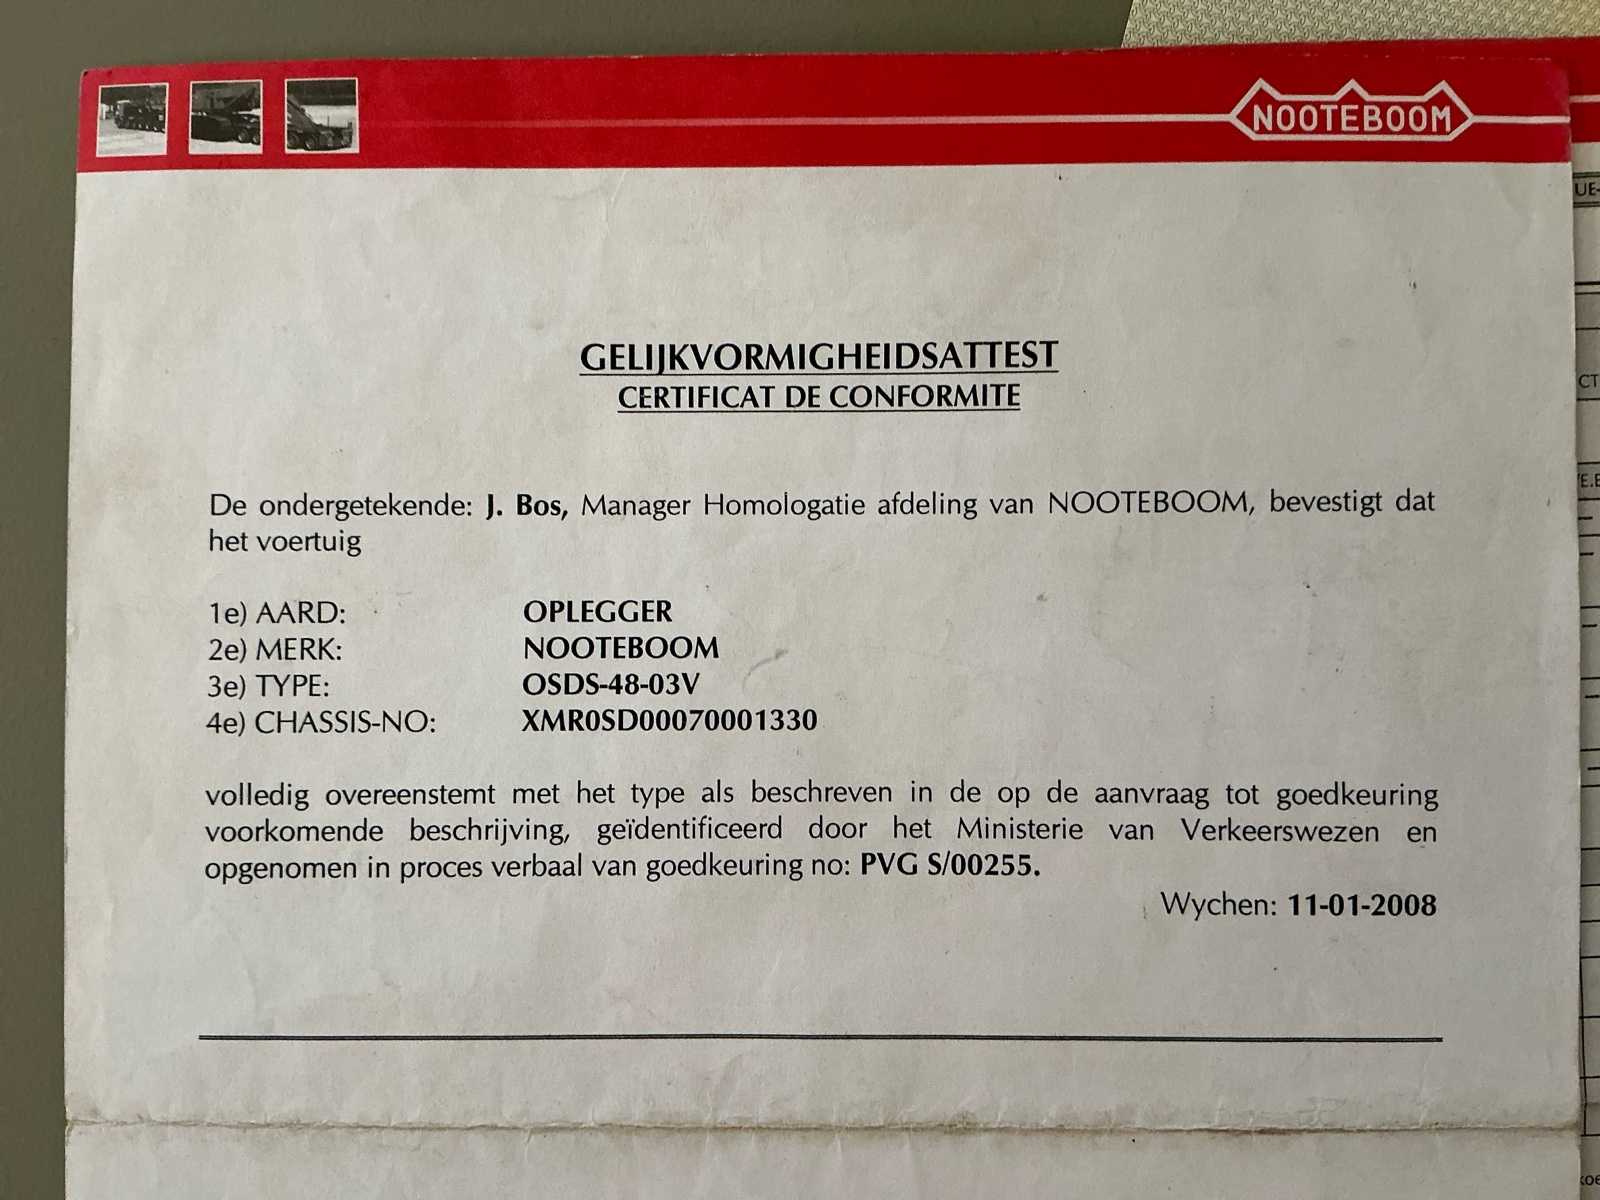 NOOTEBOOM
GELIJKVORMIGHEIDSATTEST
CERTIFICAT DE CONFORMITE
De ondergetekende: J. Bos, Manager Homologatie afdeling van NOOTEBOOM, bevestigt dat
het voertuig
1e) AARD: OPLEGGER
2e) MERK: NOOTEBOOM
3e) TYPE: OSDS-48-03V
4e) CHASSIS-NO: XMR0SD00070001330
volledig overeenstemt met het type als beschreven in de op de aanvraag tot goedkeuring
voorkomende beschrijving, geïdentificeerd door het Ministerie van Verkeerswezen en
opgenomen in proces verbaal van goedkeuring no: PVG S/00255.
Wychen: 11-01-2008
UE-
CT